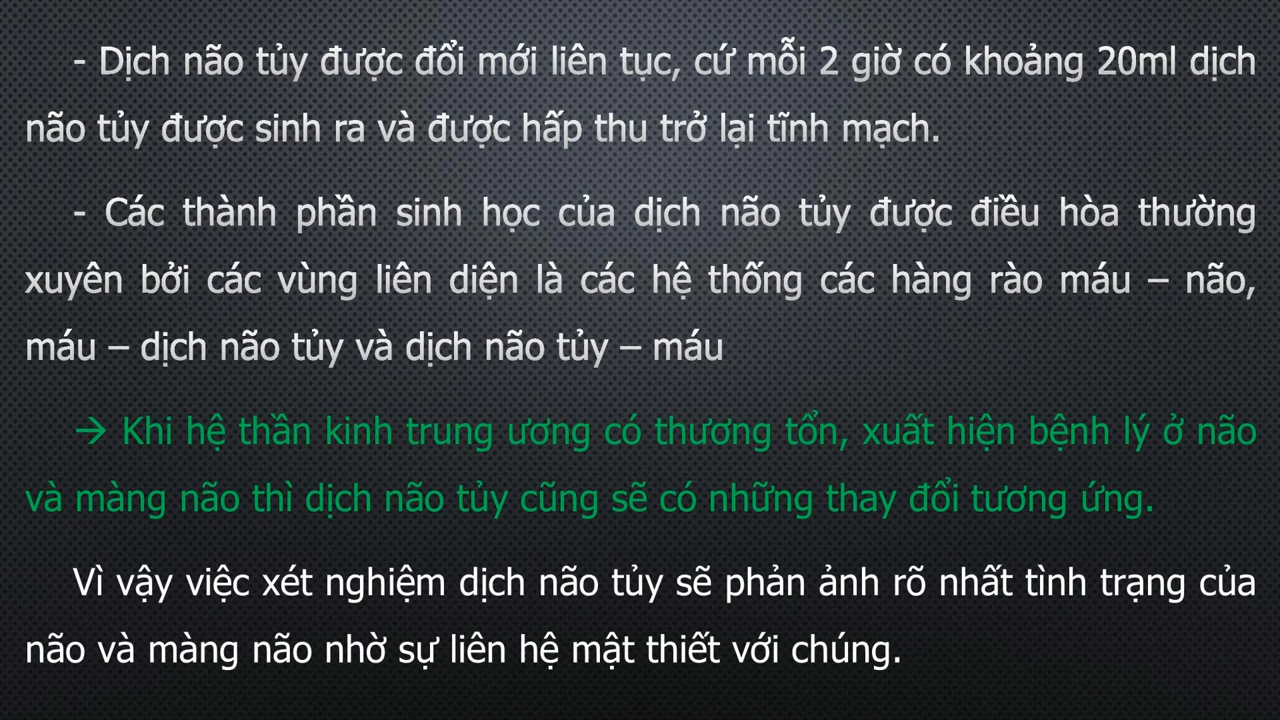 - Dịch não tủy được đổi mới liên tục, cứ mỗi 2 giờ có khoảng 20ml dịch
não tủy được sinh ra và được hấp thu trở lại tĩnh mạch.
- Các thành phần sinh học của dịch não tủy được điều hòa thường
xuyên bởi các vùng liên diện là các hệ thống các hàng rào máu – não,
máu – dịch não tủy và dịch não tủy – máu
→ Khi hệ thần kinh trung ương có thương tổn, xuất hiện bệnh lý ở não
và màng não thì dịch não tủy cũng sẽ có những thay đổi tương ứng.
Vì vậy việc xét nghiệm dịch não tủy sẽ phản ảnh rõ nhất tình trạng của
não và màng não nhờ sự liên hệ mật thiết với chúng.